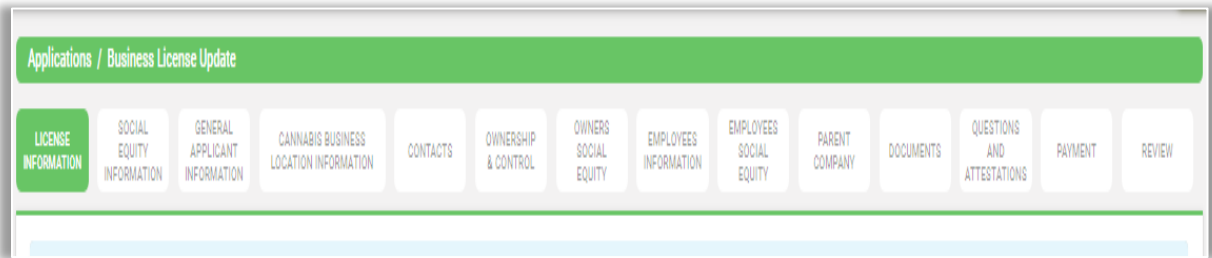 Applications / Business License Update
LICENSE
INFORMATION
SOCIAL
EQUITY
INFORMATION
GENERAL
APPLICANT
INFORMATION
CANNABIS BUSINESS
LOCATION INFORMATION
CONTACTS
OWNERSHIP
& CONTROL
OWNERS
SOCIAL
EQUITY
EMPLOYEES
INFORMATION
EMPLOYEES
SOCIAL
EQUITY
PARENT
COMPANY
DOCUMENTS
QUESTIONS
AND
ATTESTATIONS
PAYMENT
REVIEW